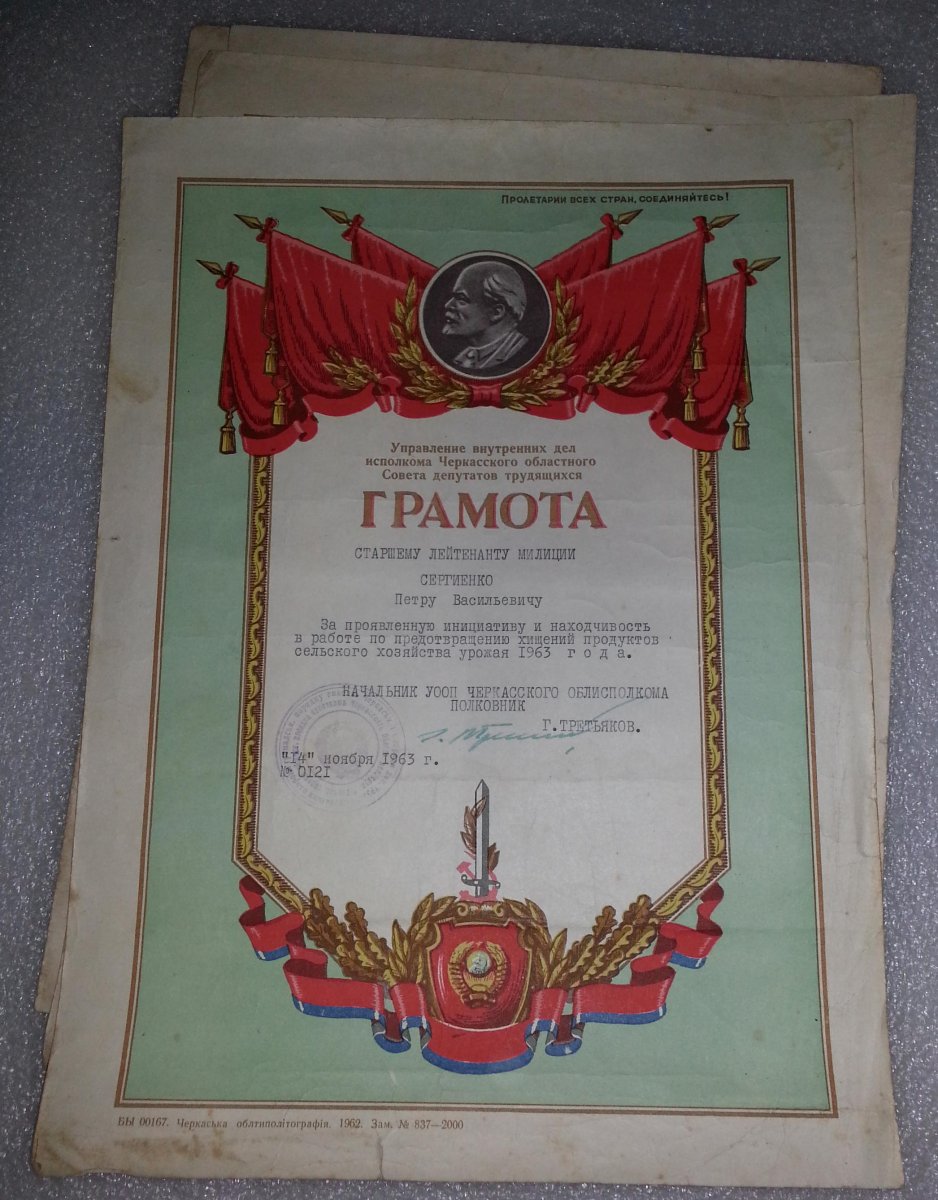 Пролетарии всех стран, соединяйтесь!
Управление внутренних дел
исполкома Черкасского областного
Совета депутатов трудящихся
ГРАМОТА
СТАРШЕМУ ЛЕЙТЕНАНТУ МИЛИЦИИ
СЕРГИЕНКО
Петру Васильевичу
За проявленную инициативу и находчивость
в работе по предотвращению хищений продуктов
сельского хозяйства урожая 1963 года.
НАЧАЛЬНИК УООП ЧЕРКАССКОГО ОБЛИСПОЛКОМА
ПОЛКОВНИК
Г.ТРЕТЬЯКОВ.
"14" ноября 1963 г.
№ 0121
БЫ 00167. Черкаська облтиполітографія. 1962. Зам. № 837—2000